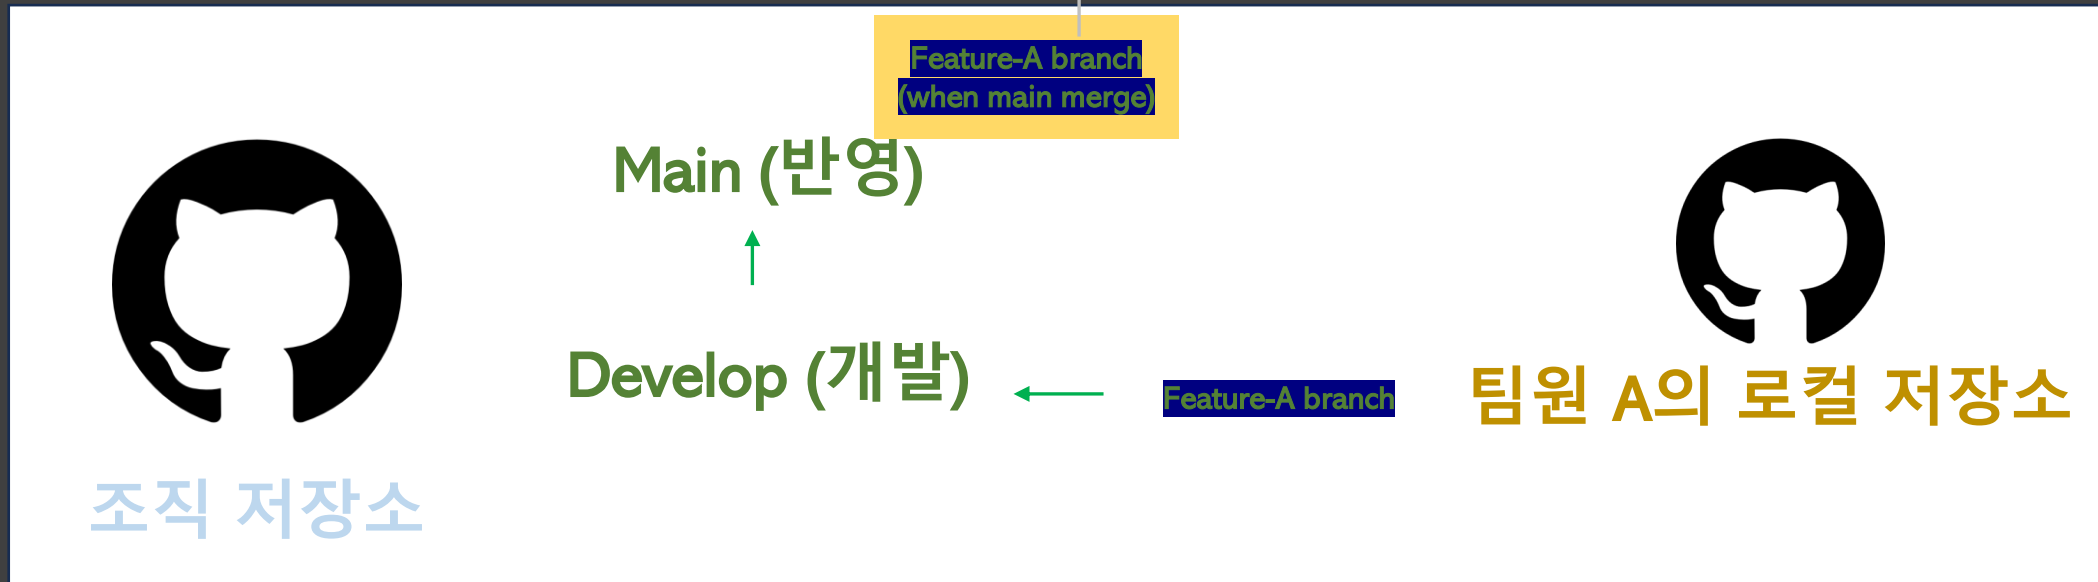 Feature-A branch
(when main merge)
Main (반영)
Develop (개발)
Feature-A branch
팀원 A의 로컬 저장소
조직 저장소